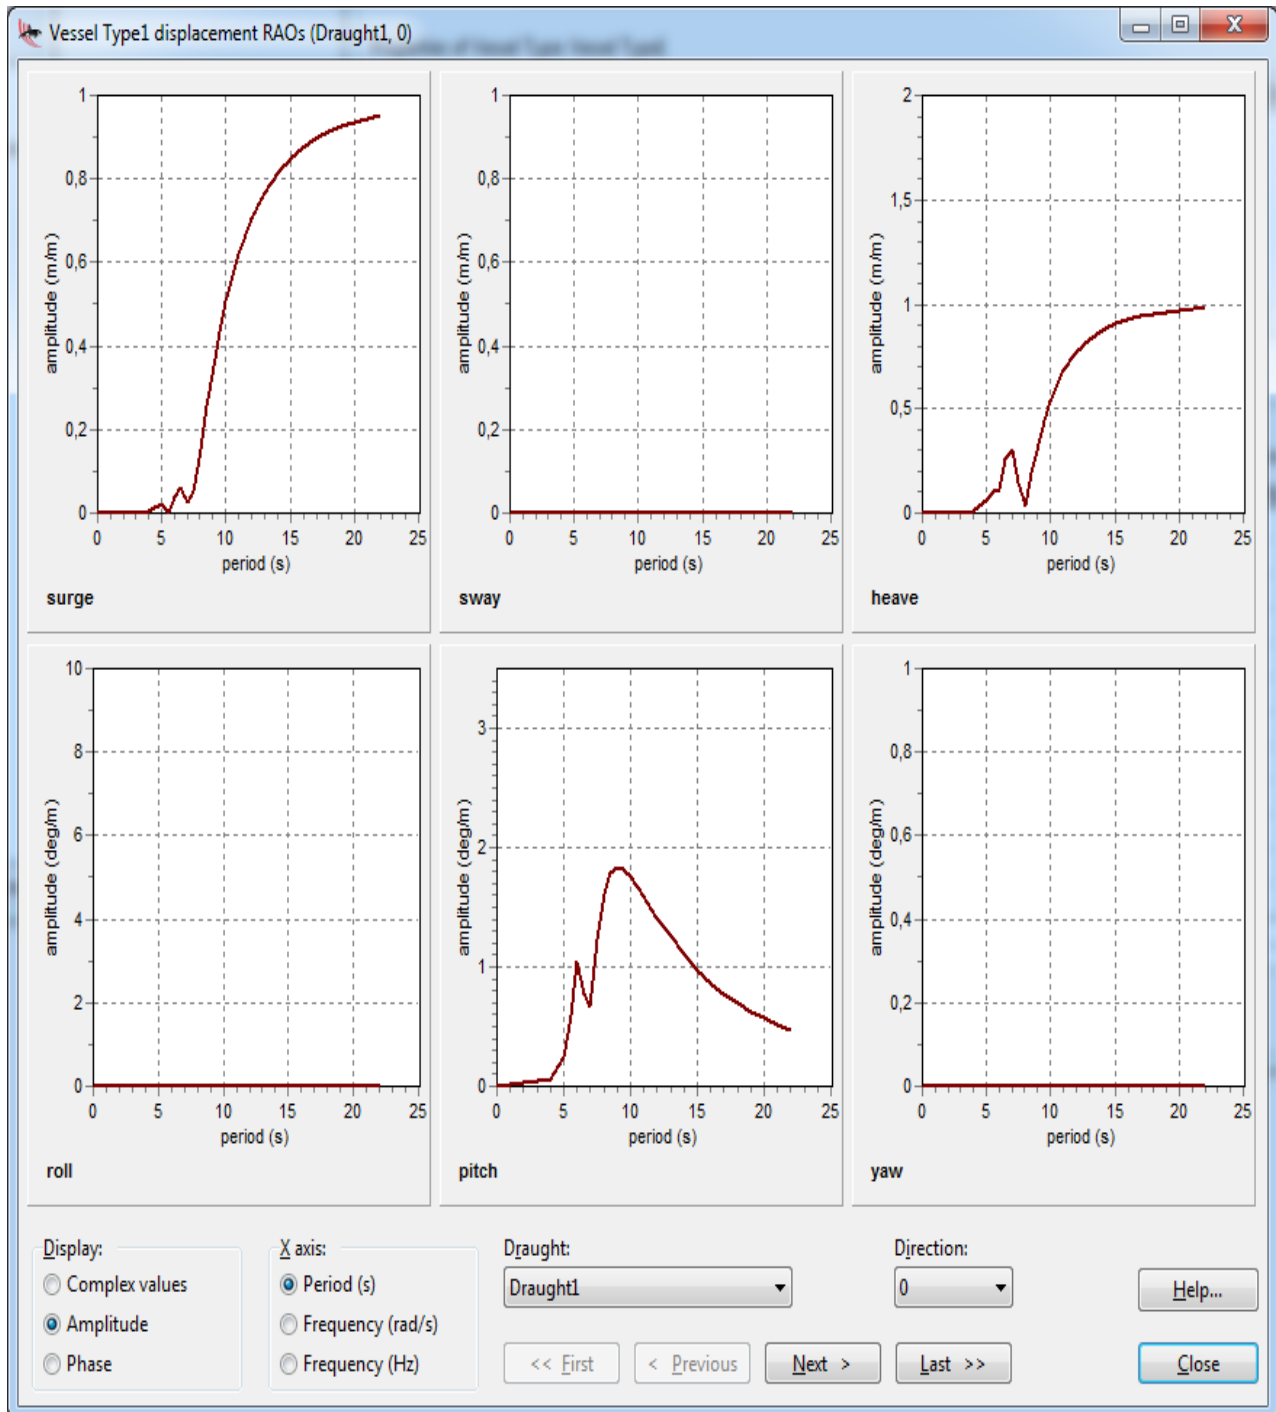 Vessel Type1 displacement RAOs (Draught1, 0)
1
0,8
0,6
0,4
0,2
0
amplitude (m/m)
0 5 10 15 20 25
period (s)
surge
1
0,8
0,6
0,4
0,2
0
amplitude (m/m)
0 5 10 15 20 25
period (s)
sway
2
1,5
1
0,5
0
amplitude (m/m)
0 5 10 15 20 25
period (s)
heave
10
8
6
4
2
0
amplitude (deg/m)
0 5 10 15 20 25
period (s)
roll
3
2
1
0
amplitude (deg/m)
0 5 10 15 20 25
period (s)
pitch
1
0,8
0,6
0,4
0,2
0
amplitude (deg/m)
0 5 10 15 20 25
period (s)
yaw
Display:
Complex values
Amplitude
Phase
X axis:
Period (s)
Frequency (rad/s)
Frequency (Hz)
Draught:
Draught1
Direction:
0
<< First
< Previous
Next >
Last >>
Help...
Close